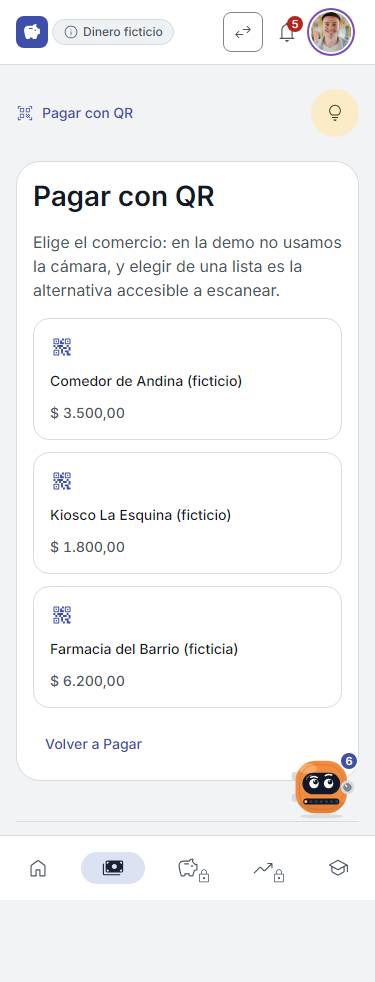 Dinero ficticio
5
Pagar con QR
Pagar con QR
Elige el comercio: en la demo no usamos
la cámara, y elegir de una lista es la
alternativa accesible a escanear.
Comedor de Andina (ficticio)
$ 3.500,00
Kiosco La Esquina (ficticio)
$ 1.800,00
Farmacia del Barrio (ficticia)
$ 6.200,00
Volver a Pagar
6